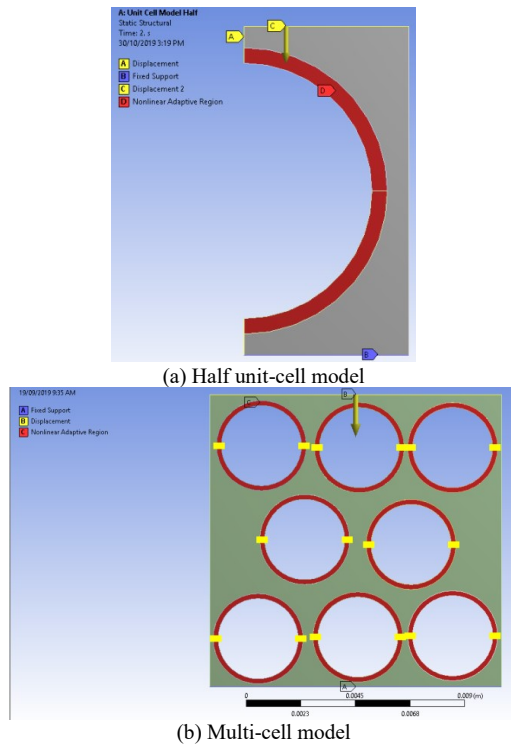 A: Unit Cell Model Half
Static Structural
Time: 2, s
30/10/2019 3:19 PM
A Displacement
B Fixed Support
C Displacement 2
D Nonlinear Adaptive Region
A
C
D
B
(a) Half unit-cell model
19/09/2019 9:35 AM
A Fixed Support
B Displacement
C Nonlinear Adaptive Region
C
B
A
0 0.0045 0.009 (m)
0.0023 0.0068
(b) Multi-cell model